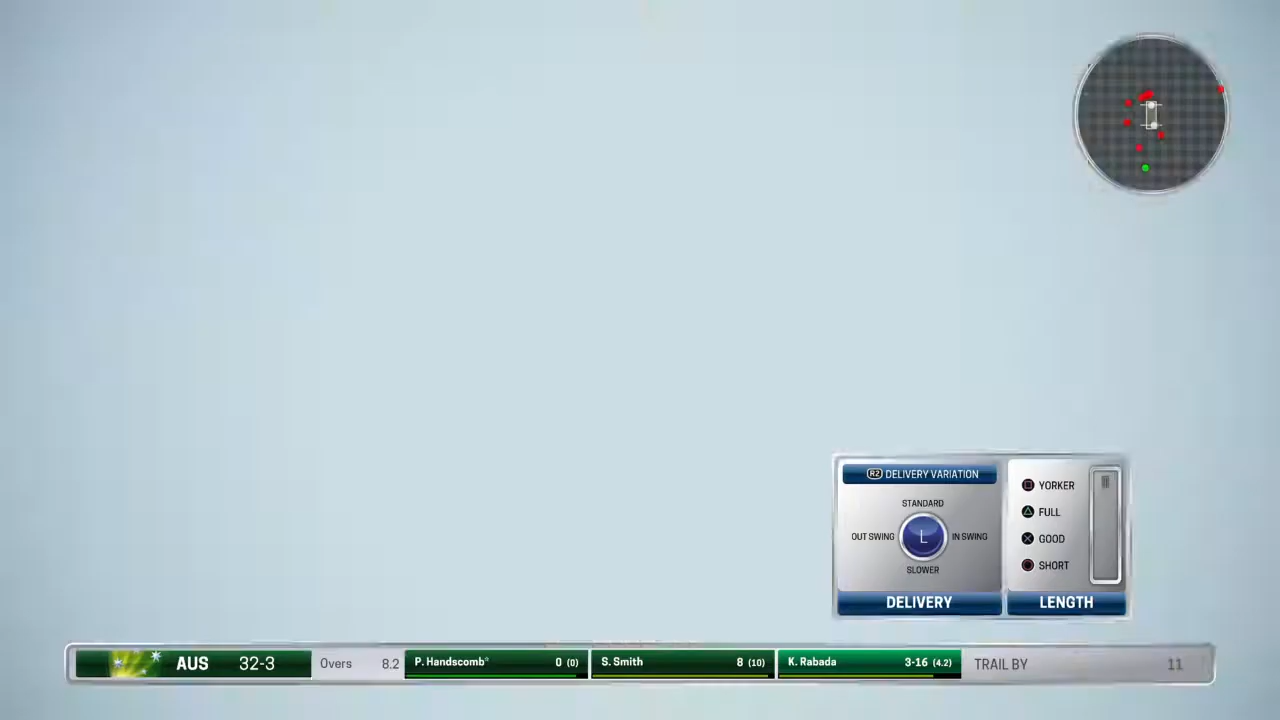 R2 DELIVERY VARIATION
STANDARD
OUT SWING L IN SWING
SLOWER
DELIVERY
YORKER
FULL
GOOD
SHORT
LENGTH
AUS 32-3 Overs 8.2 P. Handscomb* 0 (0) S. Smith 8 (10) K. Rabada 3-16 (4.2) TRAIL BY 11